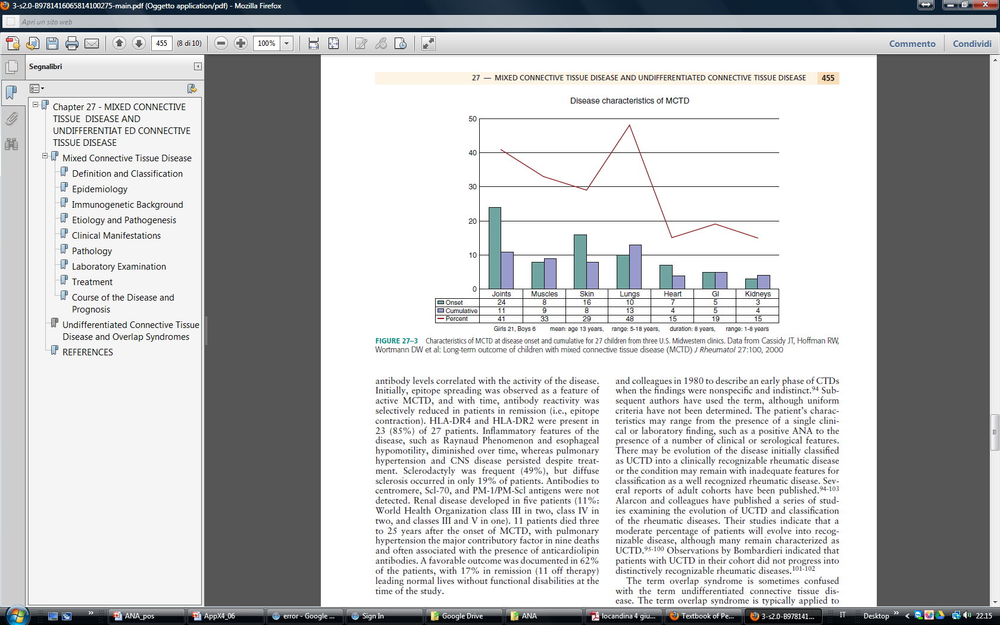 3-s2.0-B9781416065814100275-main.pdf (Oggetto application/pdf) - Mozilla Firefox
Apri un sito web
455
(8 di 10)
100%
Commento
Condividi
Segnalibri
Chapter 27 - MIXED CONNECTIVE
TISSUE DISEASE AND
UNDIFFERENTIAT ED CONNECTIVE
TISSUE DISEASE
Mixed Connective Tissue Disease
Definition and Classification
Epidemiology
Immunogenetic Background
Etiology and Pathogenesis
Clinical Manifestations
Pathology
Laboratory Examination
Treatment
Course of the Disease and
Prognosis
Undifferentiated Connective Tissue
Disease and Overlap Syndromes
REFERENCES
27 — MIXED CONNECTIVE TISSUE DISEASE AND UNDIFFERENTIATED CONNECTIVE TISSUE DISEASE 455
Disease characteristics of MCTD
50
40
30
20
10
0
Joints Muscles Skin Lungs Heart GI Kidneys
Onset 24 8 16 10 7 5 3
Cumulative 11 9 8 13 4 5 4
Percent 41 33 29 48 15 19 15
Girls 21, Boys 6 mean: age 13 years, range: 5-18 years, duration: 8 years, range: 1-8 years
FIGURE 27–3 Characteristics of MCTD at disease onset and cumulative for 27 children from three U.S. Midwestern clinics. Data from Cassidy JT, Hoffman RW,
Wortmann DW et al: Long-term outcome of children with mixed connective tissue disease (MCTD) J Rheumatol 27:100, 2000
antibody levels correlated with the activity of the disease.
Initially, epitope spreading was observed as a feature of
active MCTD, and with time, antibody reactivity was
selectively reduced in patients in remission (i.e., epitope
contraction). HLA-DR4 and HLA-DR2 were present in
23 (85%) of 27 patients. Inflammatory features of the
disease, such as Raynaud Phenomenon and esophageal
hypomotility, diminished over time, whereas pulmonary
hypertension and CNS disease persisted despite treat-
ment. Sclerodactyly was frequent (49%), but diffuse
sclerosis occurred in only 19% of patients. Antibodies to
centromere, Scl-70, and PM-1/PM-Scl antigens were not
detected. Renal disease developed in five patients (11%:
World Health Organization class III in two, class IV in
two, and classes III and V in one). 11 patients died three
to 25 years after the onset of MCTD, with pulmonary
hypertension the major contributory factor in nine deaths
and often associated with the presence of anticardiolipin
antibodies. A favorable outcome was documented in 62%
of the patients, with 17% in remission (11 off therapy)
leading normal lives without functional disabilities at the
time of the study.
and colleagues in 1980 to describe an early phase of CTDs
when the findings were nonspecific and indistinct.94 Sub-
sequent authors have used the term, although uniform
criteria have not been determined. The patient's charac-
teristics may range from the presence of a single clini-
cal or laboratory finding, such as a positive ANA to the
presence of a number of clinical or serological features.
There may be evolution of the disease initially classified
as UCTD into a clinically recognizable rheumatic disease
or the condition may remain with inadequate features for
classification as a well recognized rheumatic disease. Sev-
eral reports of adult cohorts have been published.94-103
Alarcon and colleagues have published a series of stud-
ies examining the evolution of UCTD and classification
of the rheumatic diseases. Their studies indicate that a
moderate percentage of patients will evolve into recog-
nizable disease, although many remain characterized as
UCTD.95-100 Observations by Bombardieri indicated that
patients with UCTD in their cohort did not progress into
distinctively recognizable rheumatic diseases.101-102
The term overlap syndrome is sometimes confused
with the term undifferentiated connective tissue dis-
ease. The term overlap syndrome is typically applied to
ANA_pos
AppX4_06
error - Google ...
Sign In
Google Drive
ANA
locandina 4 giu...
Textbook of Pe...
3-s2.0-B978141...
IT
Desktop
22.15